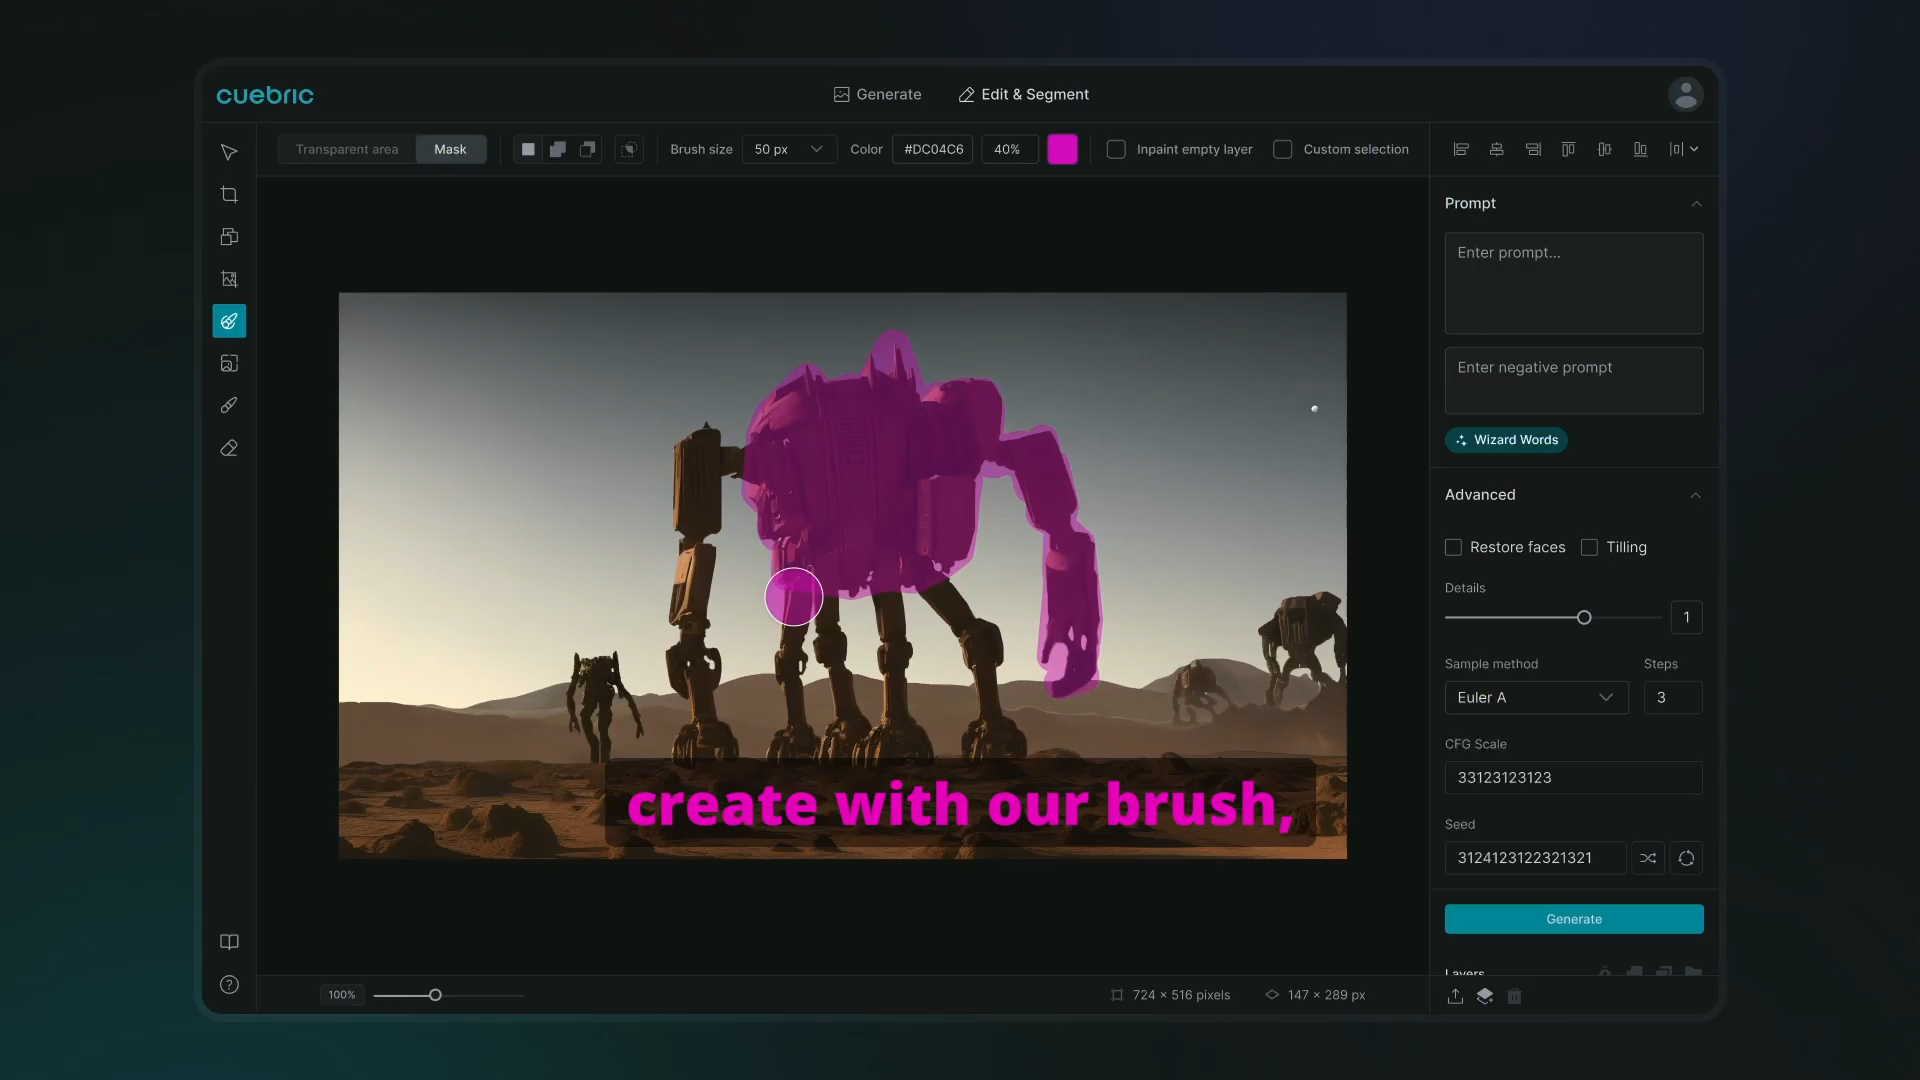 cuebric
Generate
Edit & Segment
Transparent area
Mask
Brush size
50 px
Color
#DC04C6
40%
Inpaint empty layer
Custom selection
Prompt
Enter prompt...
Enter negative prompt
Wizard Words
Advanced
Restore faces
Tilling
Details
1
Sample method
Steps
Euler A
3
CFG Scale
33123123123
Seed
3124123122321321
Generate
Layers
create with our brush,
100%
724 × 516 pixels
147 × 289 px